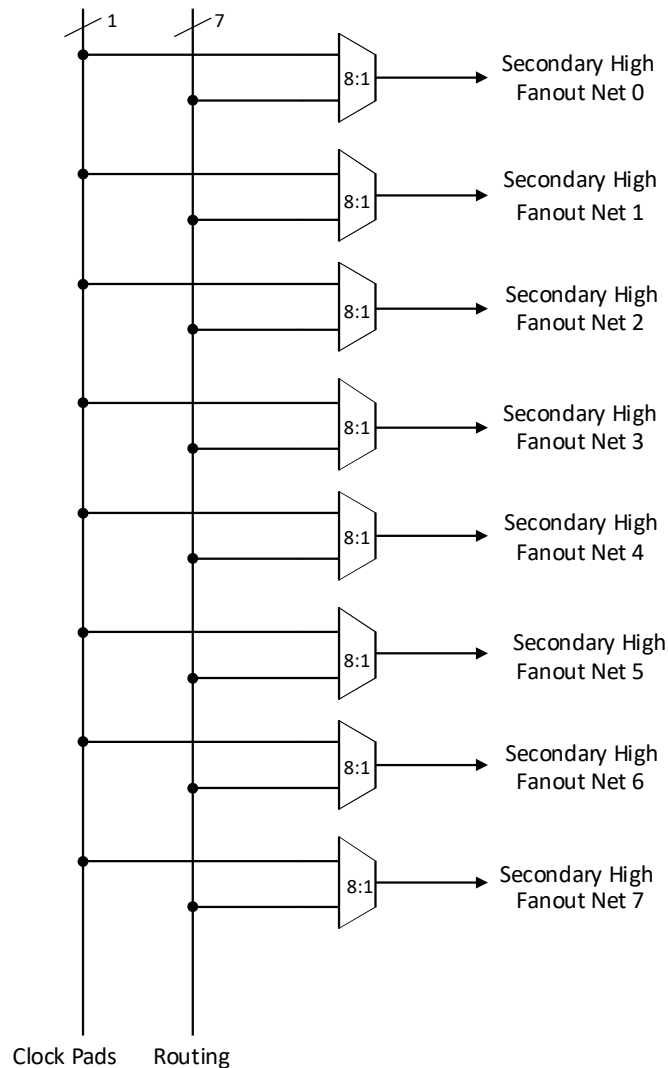 1
7
8:1
Secondary High
Fanout Net 0
8:1
Secondary High
Fanout Net 1
8:1
Secondary High
Fanout Net 2
8:1
Secondary High
Fanout Net 3
8:1
Secondary High
Fanout Net 4
8:1
Secondary High
Fanout Net 5
8:1
Secondary High
Fanout Net 6
8:1
Secondary High
Fanout Net 7
Clock Pads
Routing